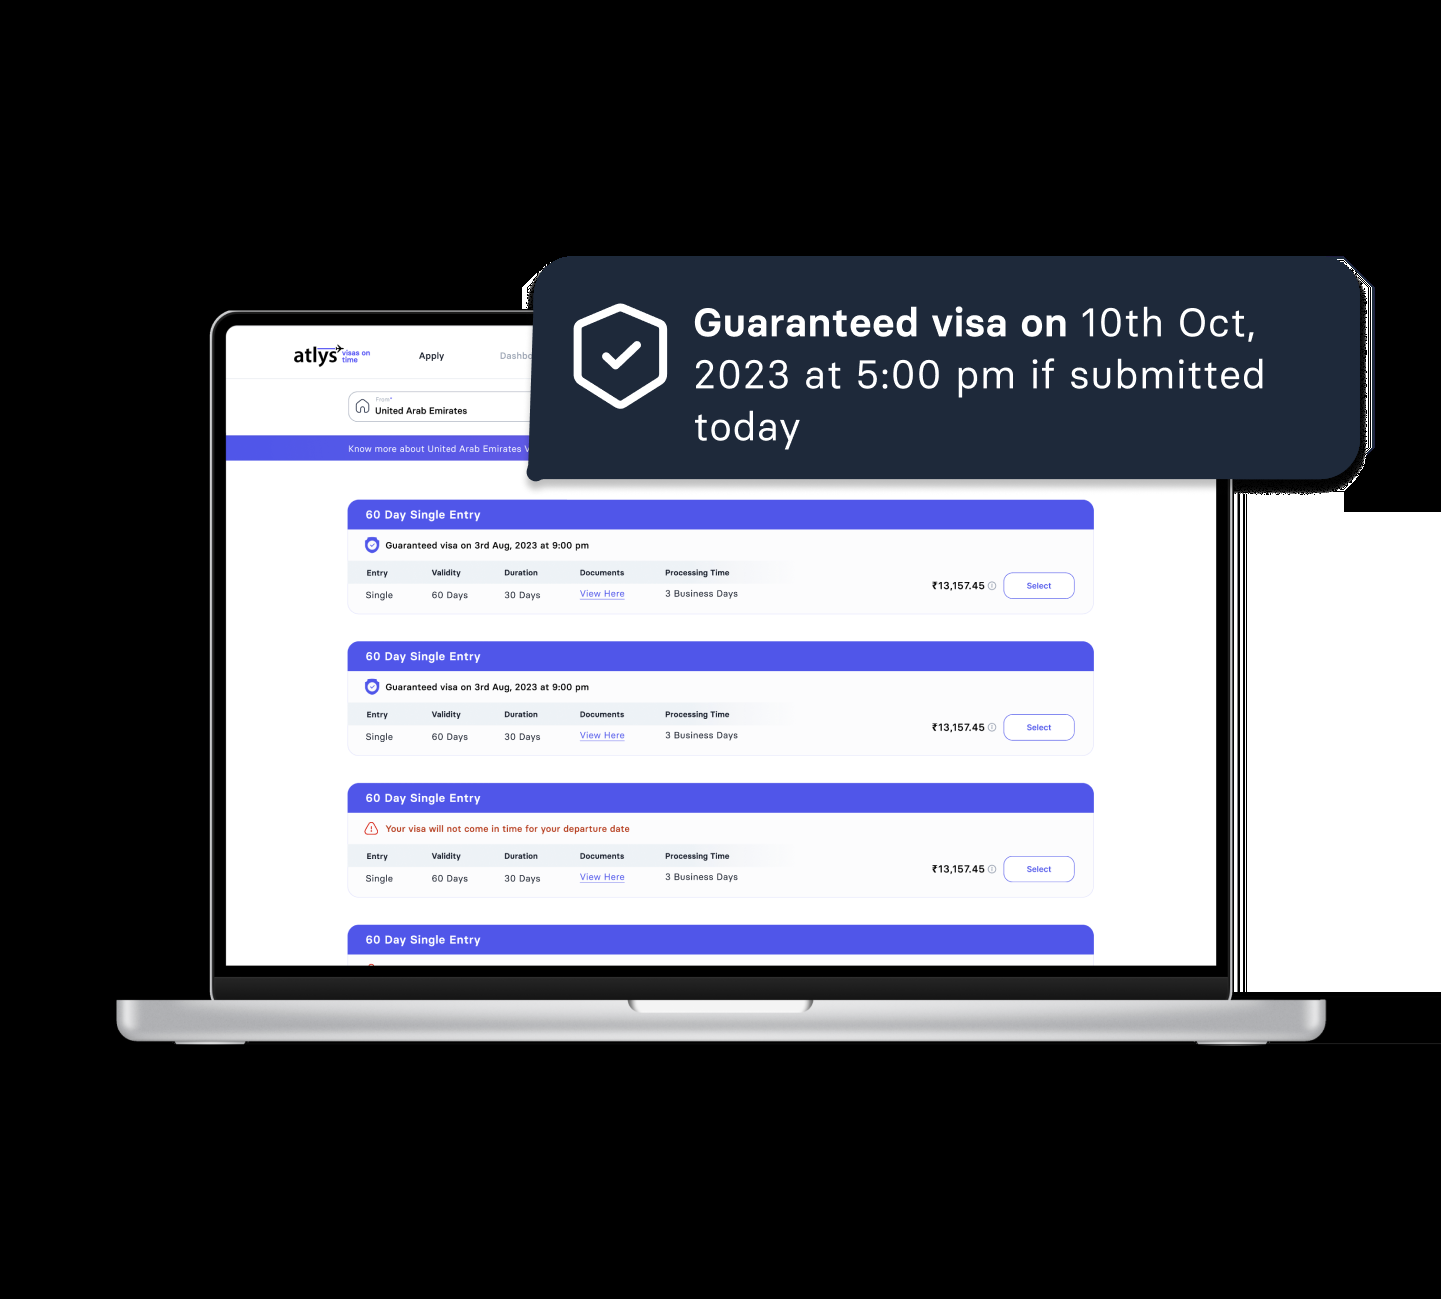 Guaranteed visa on 10th Oct,
2023 at 5:00 pm if submitted
today
atlys visas on time
Apply
From*
United Arab Emirates
Know more about United Arab Emirates
60 Day Single Entry
Guaranteed visa on 3rd Aug, 2023 at 9:00 pm
Entry Validity Duration Documents Processing Time
Single 60 Days 30 Days View Here 3 Business Days
₹13,157.45 Select
60 Day Single Entry
Guaranteed visa on 3rd Aug, 2023 at 9:00 pm
Entry Validity Duration Documents Processing Time
Single 60 Days 30 Days View Here 3 Business Days
₹13,157.45 Select
60 Day Single Entry
Your visa will not come in time for your departure date
Entry Validity Duration Documents Processing Time
Single 60 Days 30 Days View Here 3 Business Days
₹13,157.45 Select
60 Day Single Entry